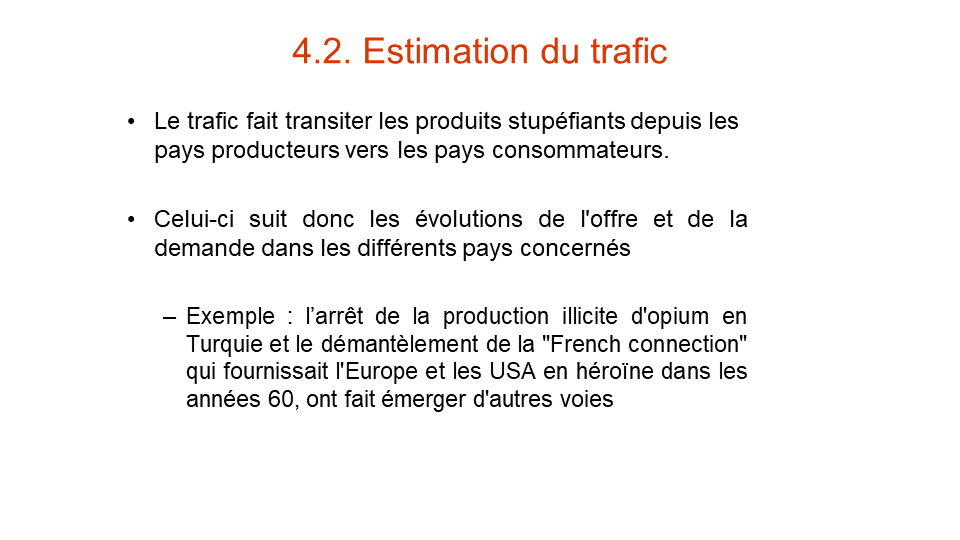 4.2. Estimation du trafic
• Le trafic fait transiter les produits stupéfiants depuis les
pays producteurs vers les pays consommateurs.
• Celui-ci suit donc les évolutions de l'offre et de la
demande dans les différents pays concernés
– Exemple : l’arrêt de la production illicite d'opium en
Turquie et le démantèlement de la "French connection"
qui fournissait l'Europe et les USA en héroïne dans les
années 60, ont fait émerger d'autres voies